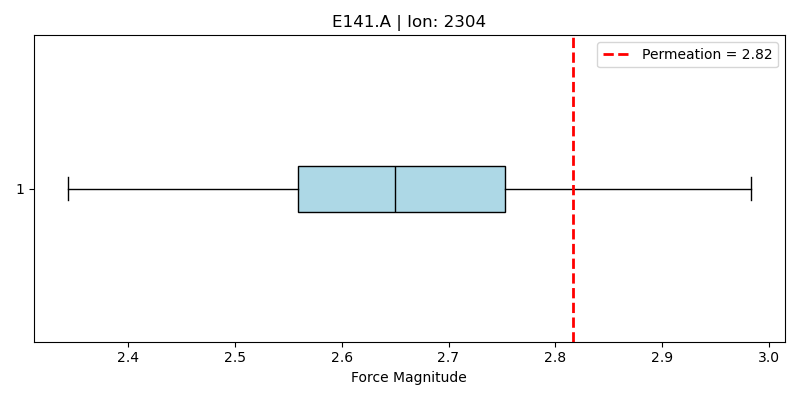 E141.A | Ion: 2304
Permeation = 2.82
1
2.4 2.5 2.6 2.7 2.8 2.9 3.0
Force Magnitude